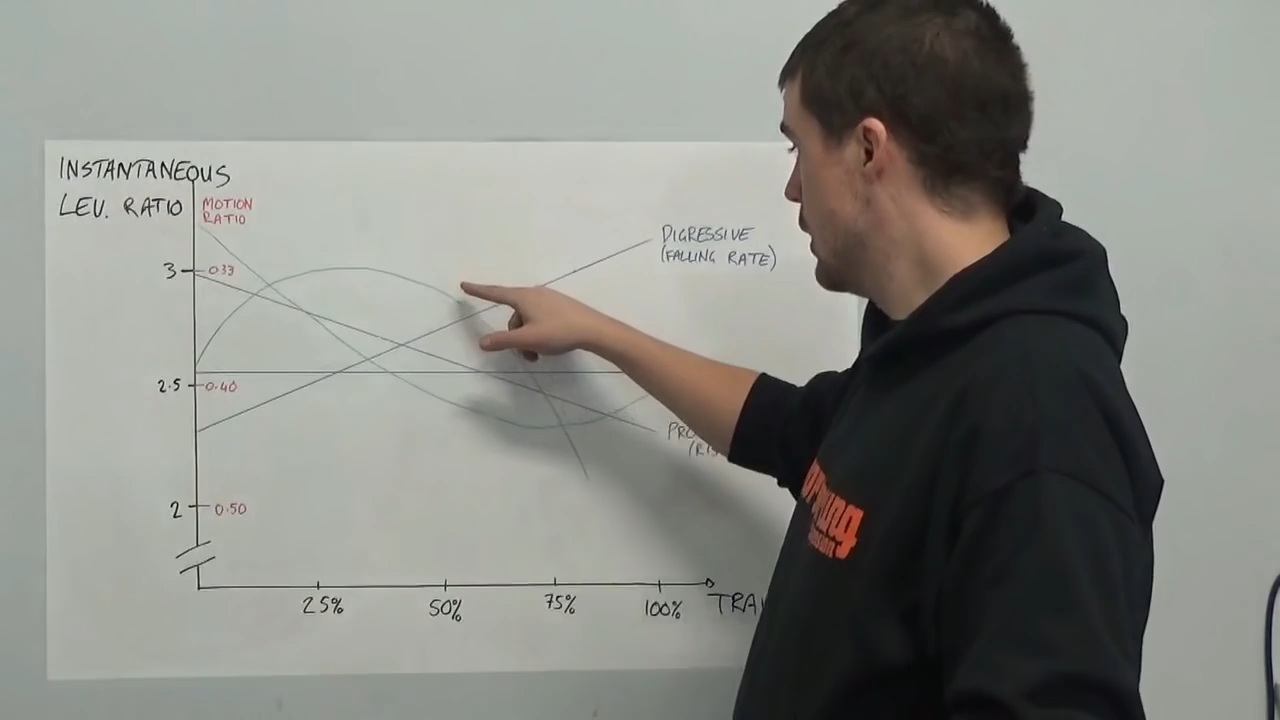 INSTANTANEOUS
LEV. RATIO
MOTION
RATIO
3
0.33
2.5
0.40
2
0.50
DIGRESSIVE
(FALLING RATE)
25%
50%
75%
100%